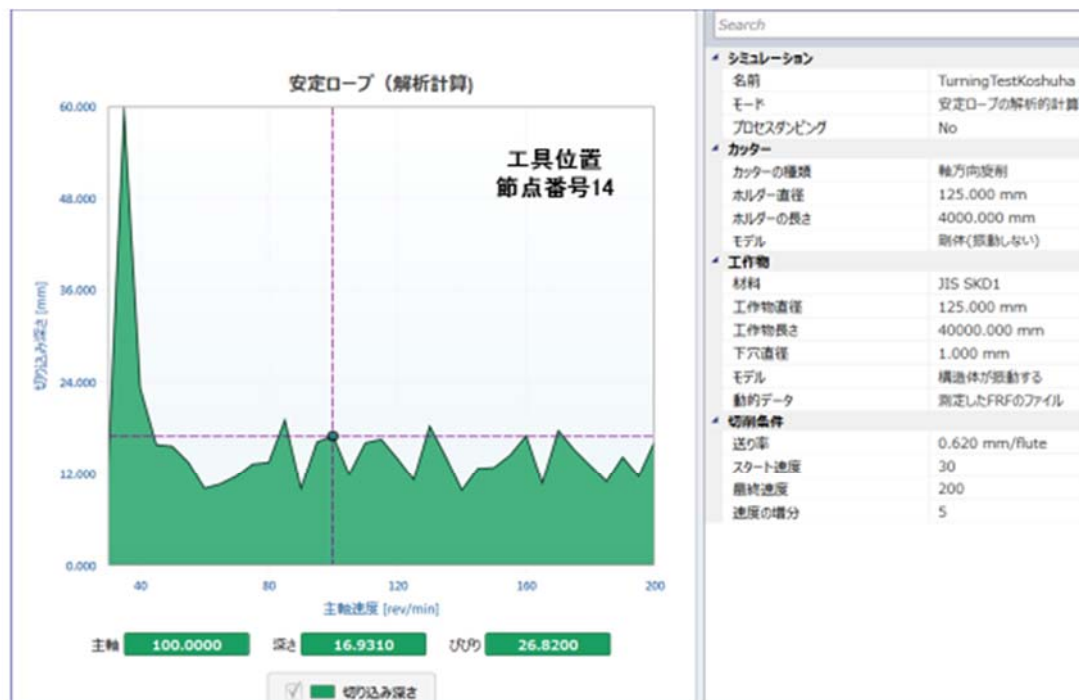 安定ローブ（解析計算)
60.000
48.000
36.000
24.000
12.000
0.000
切り込み深さ [mm]
工具位置
節点番号14
40
80
120
160
200
主軸速度 [rev/min]
主軸 100.0000 深さ 16.9310 びびり 26.8200
切り込み深さ
Search
シミュレーション
名前 TurningTestKoshuha
モード 安定ローブの解析的計算
プロセスダンピング No
カッター
カッターの種類 軸方向旋削
ホルダー直径 125.000 mm
ホルダーの長さ 4000.000 mm
モデル 剛体(振動しない)
工作物
材料 JIS SKD1
工作物直径 125.000 mm
工作物長さ 40000.000 mm
下穴直径 1.000 mm
モデル 構造体が振動する
動的データ 測定したFRFのファイル
切削条件
送り率 0.620 mm/flute
スタート速度 30
最終速度 200
速度の増分 5